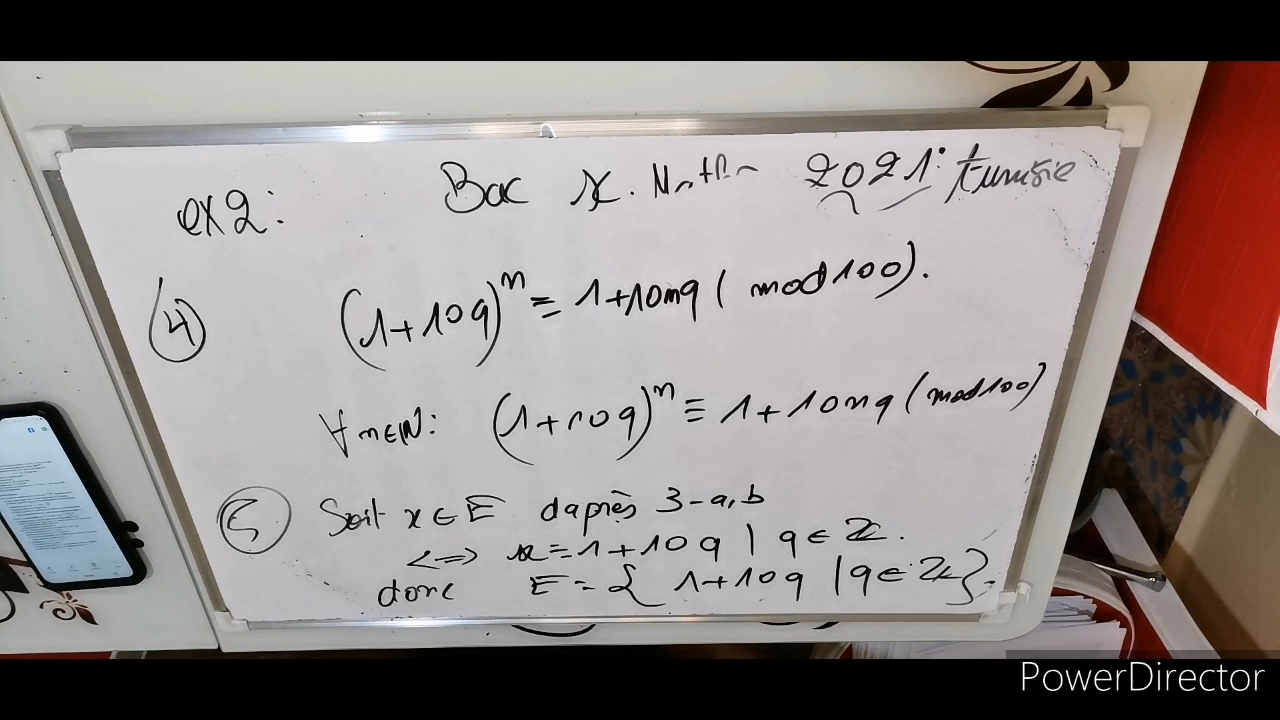 ex2:
Bac 2021: tunisie
4
(1+10q)^n ≡ 1+10nq ( mod 100).
∀n∈ℕ: (1+10q)^n ≡ 1+10nq (mod 100)
5 Soit x∈E daprès 3-a,b
<=> x=1+10q | q∈ℤ.
donc E={ 1+10q |q∈ℤ}.
PowerDirector